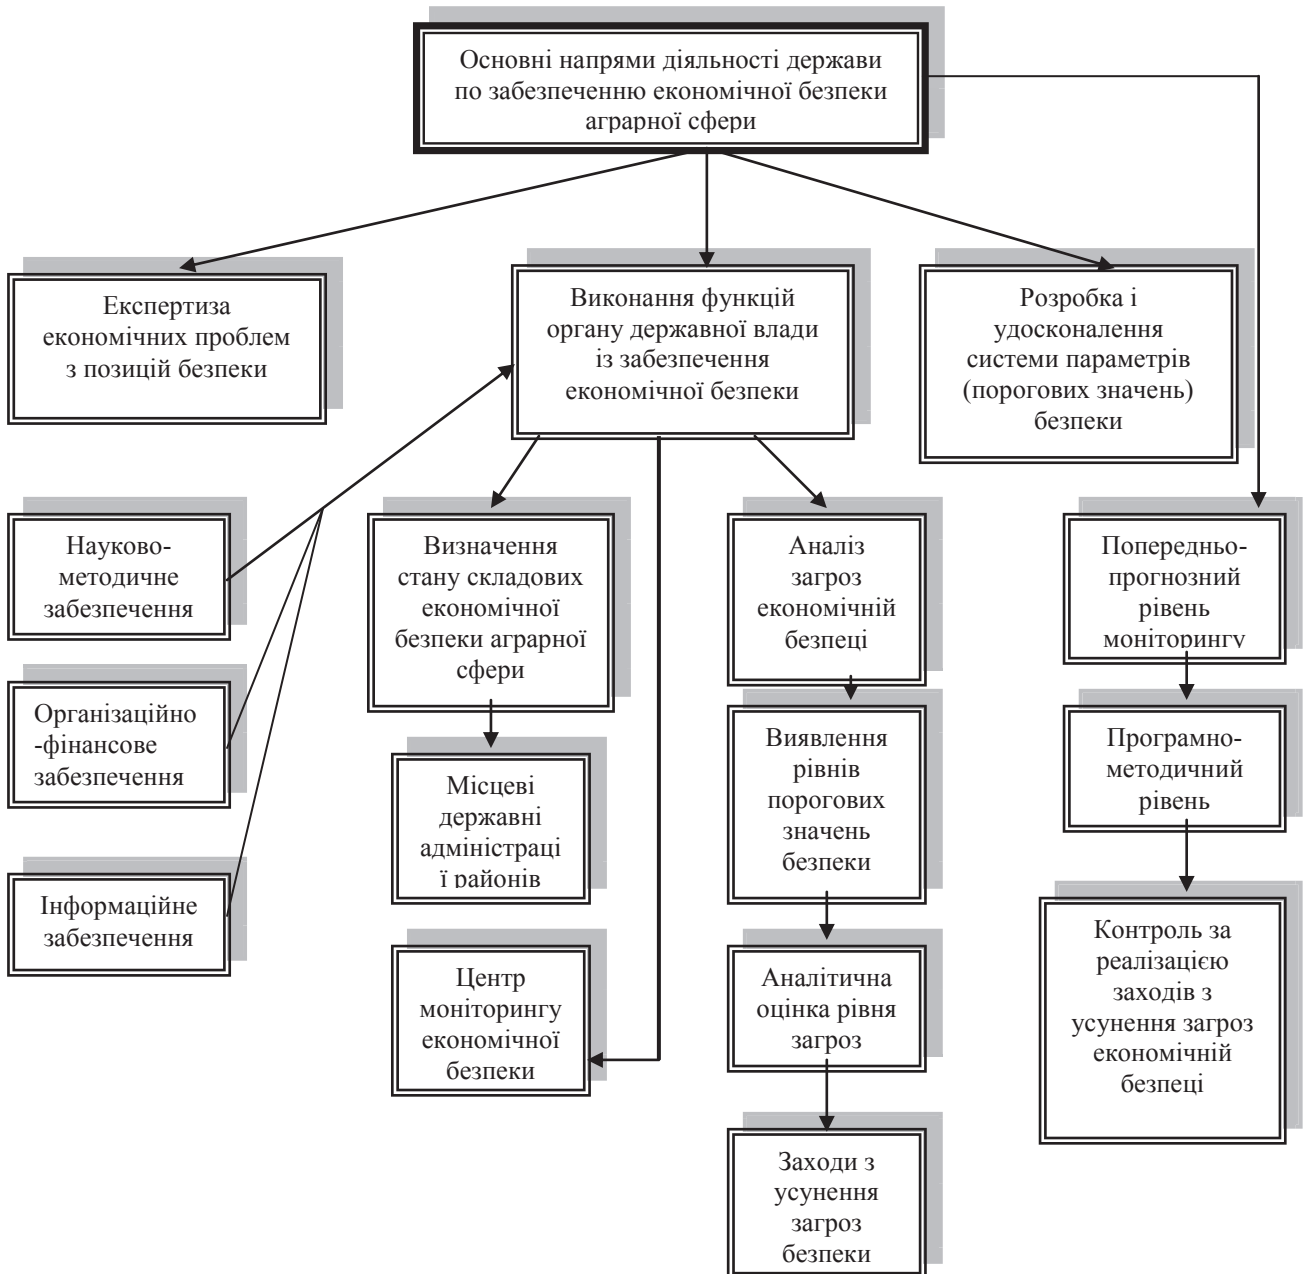 Основні напрями діяльності держави
по забезпеченню економічної безпеки
аграрної сфери
Експертиза
економічних проблем
з позицій безпеки
Виконання функцій
органу державної влади
із забезпечення
економічної безпеки
Розробка і
удосконалення
системи параметрів
(порогових значень)
безпеки
Науково-
методичне
забезпечення
Організаційно
-фінансове
забезпечення
Інформаційне
забезпечення
Визначення
стану складових
економічної
безпеки аграрної
сфери
Місцеві
державні
адміністраці
ї районів
Центр
моніторингу
економічної
безпеки
Аналіз
загроз
економічній
безпеці
Виявлення
рівнів
порогових
значень
безпеки
Аналітична
оцінка рівня
загроз
Заходи з
усунення
загроз
безпеки
Попередньо-
прогнозний
рівень
моніторингу
Програмно-
методичний
рівень
Контроль за
реалізацією
заходів з
усунення загроз
економічній
безпеці